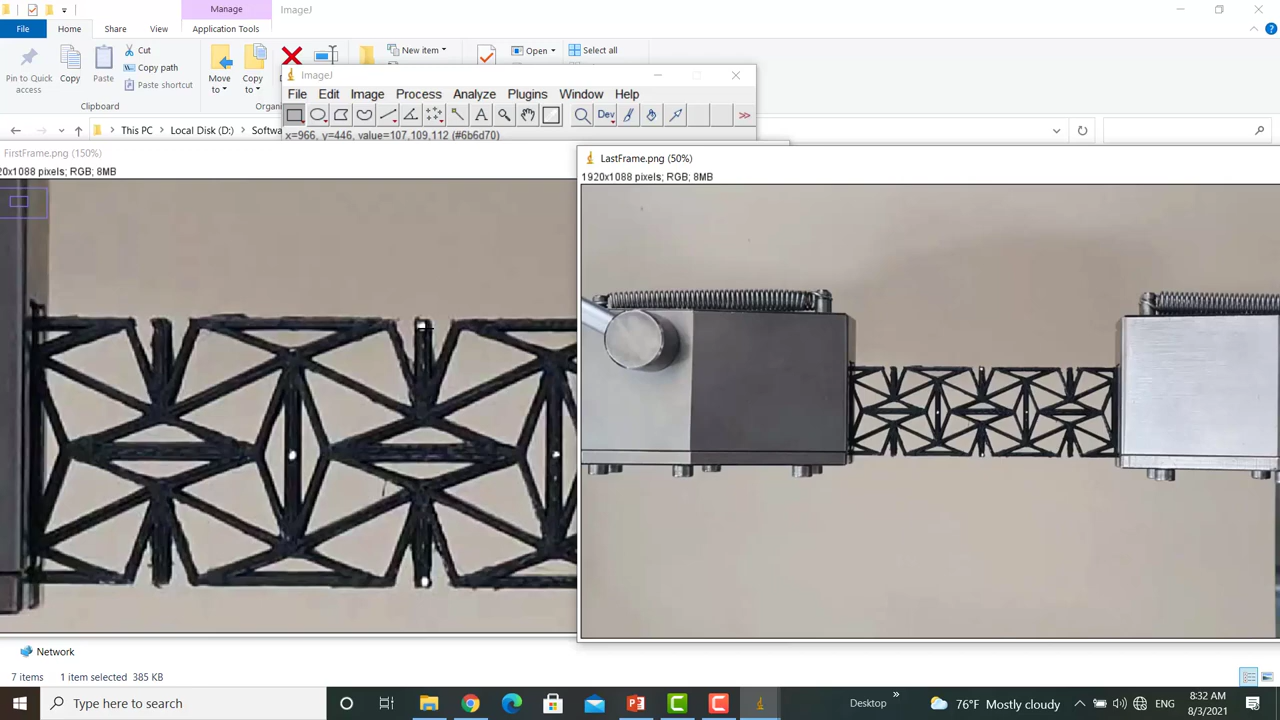 Manage
ImageJ
File
Home
Share
View
Application Tools
Pin to Quick access
Copy
Paste
Cut
Copy path
Paste shortcut
Clipboard
Move to
Copy to
New item
Open
Select all
ImageJ
File Edit Image Process Analyze Plugins Window Help
Dev
>>
x=966, y=446, value=107,109,112 (#6b6d70)
This PC
Local Disk (D:)
FirstFrame.png (150%)
20x1088 pixels; RGB; 8MB
LastFrame.png (50%)
1920x1088 pixels; RGB; 8MB
Network
7 items
1 item selected 385 KB
Type here to search
Desktop
76°F Mostly cloudy
ENG
8:32 AM
8/3/2021